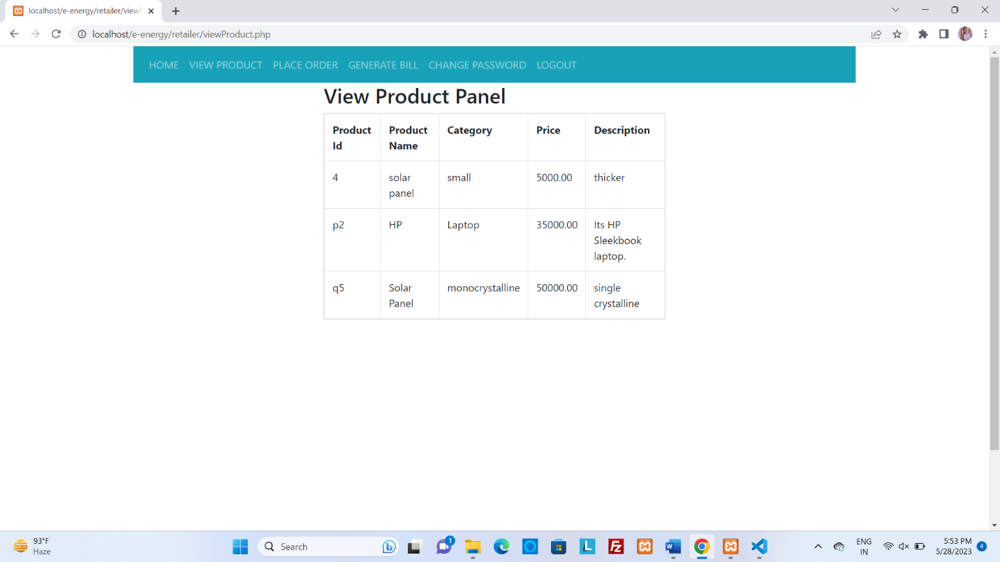 localhost/e-energy/retailer/viewP
localhost/e-energy/retailer/viewProduct.php
HOME VIEW PRODUCT PLACE ORDER GENERATE BILL CHANGE PASSWORD LOGOUT
View Product Panel
Product Id Product Name Category Price Description
4 solar panel small 5000.00 thicker
p2 HP Laptop 35000.00 Its HP Sleekbook laptop.
q5 Solar Panel monocrystalline 50000.00 single crystalline
93°F
Haze
Search
1
L
Fz
W
ENG
IN
5:53 PM
5/28/2023
4